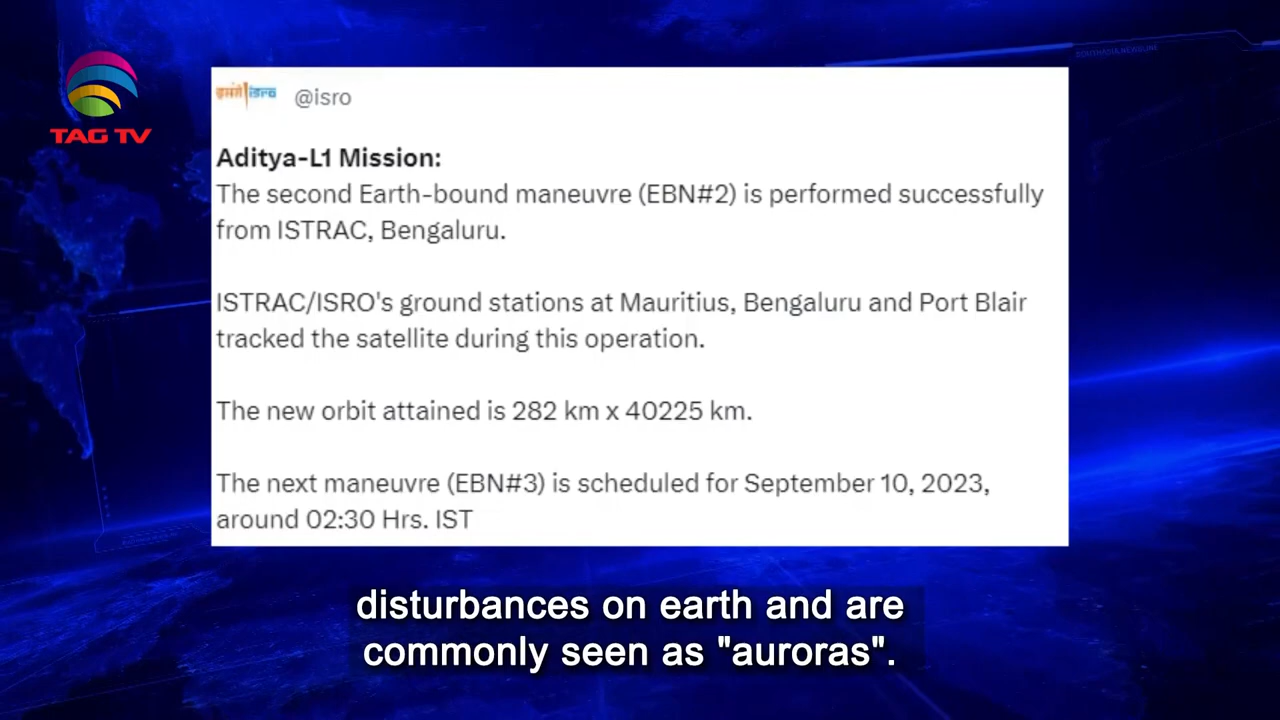 TAG TV
इसरो isro @isro
Aditya-L1 Mission:
The second Earth-bound maneuvre (EBN#2) is performed successfully
from ISTRAC, Bengaluru.
ISTRAC/ISRO's ground stations at Mauritius, Bengaluru and Port Blair
tracked the satellite during this operation.
The new orbit attained is 282 km x 40225 km.
The next maneuvre (EBN#3) is scheduled for September 10, 2023,
around 02:30 Hrs. IST
disturbances on earth and are
commonly seen as "auroras".